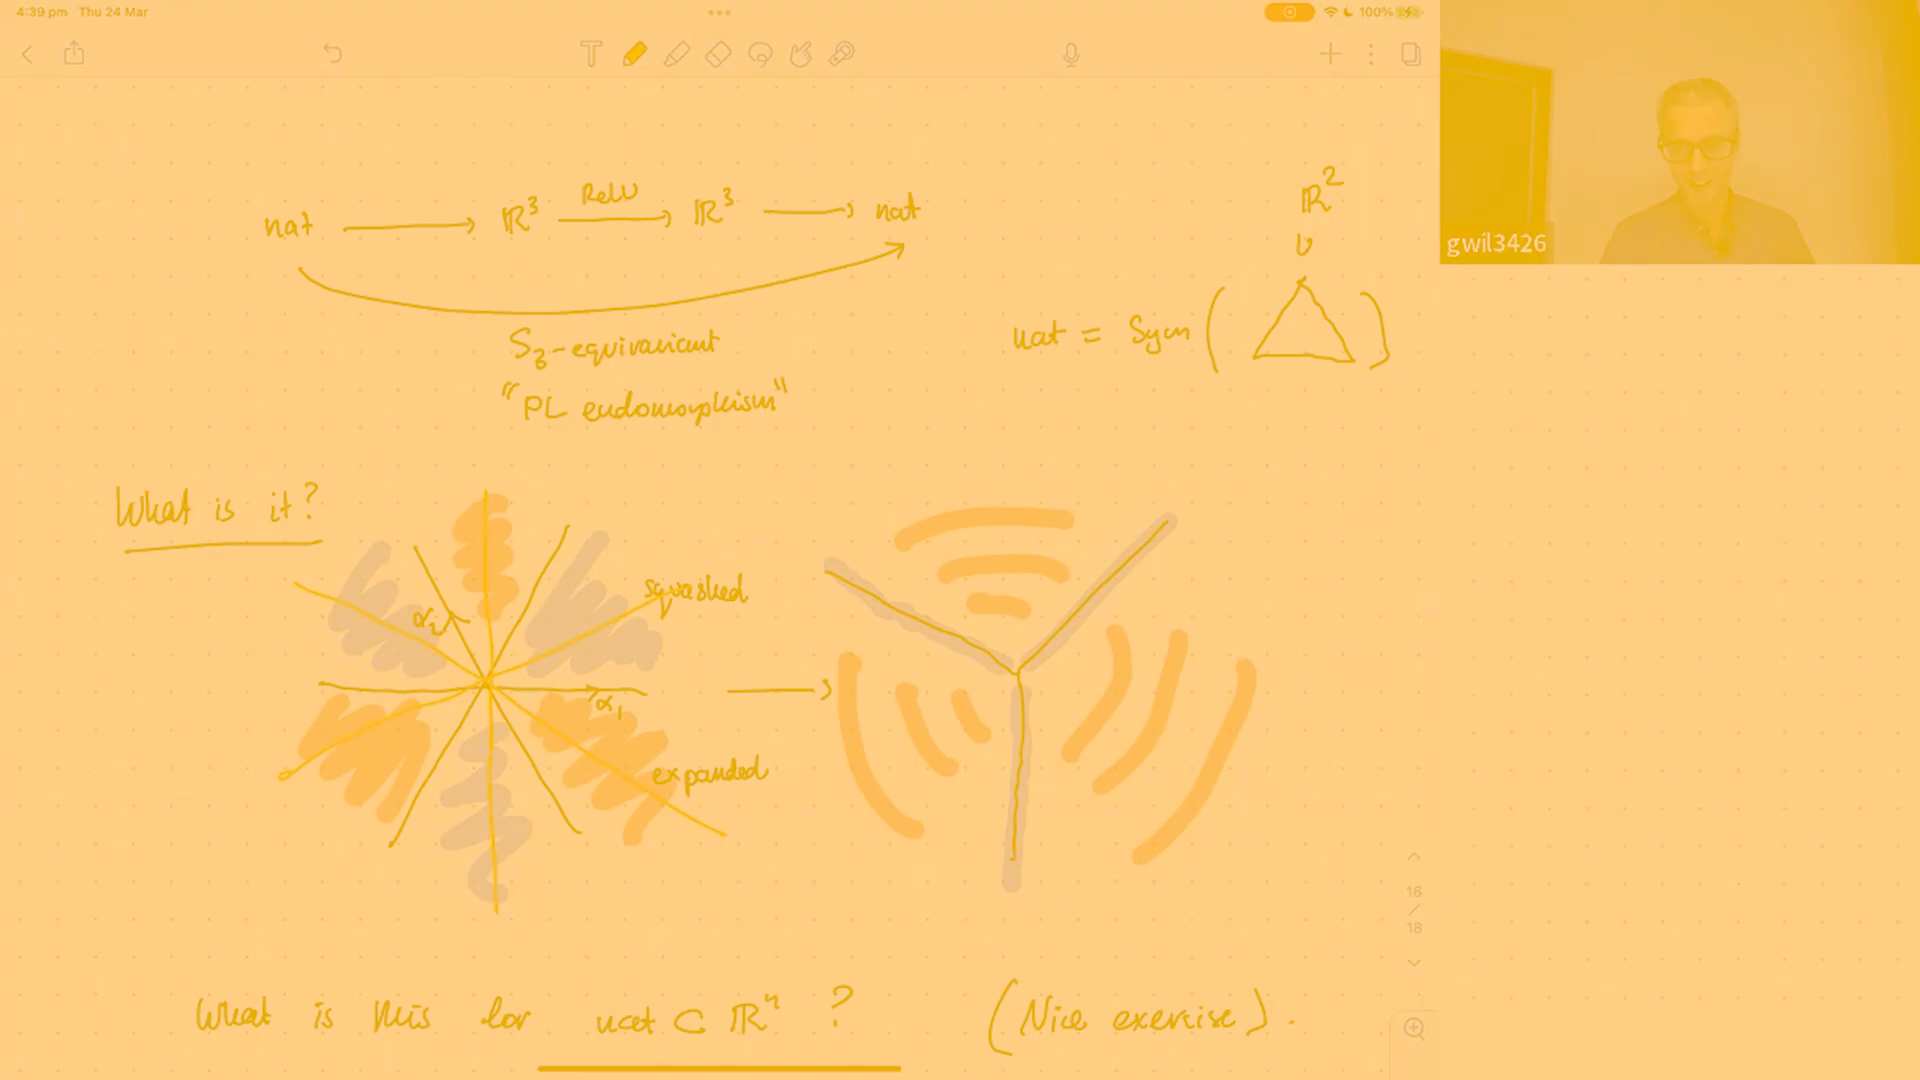 4:39 pm Thu 24 Mar
100%
nat → ℝ³ ReLU → ℝ³ → nat
S₃-equivariant
"PL endomorphism"
ℝ²
∪
nat = Sym ( )
gwil3426
What is it?
squashed
α₂
α₁
expanded
16
/
18
What is this for nat ⊂ ℝⁿ ? (Nice exercise).